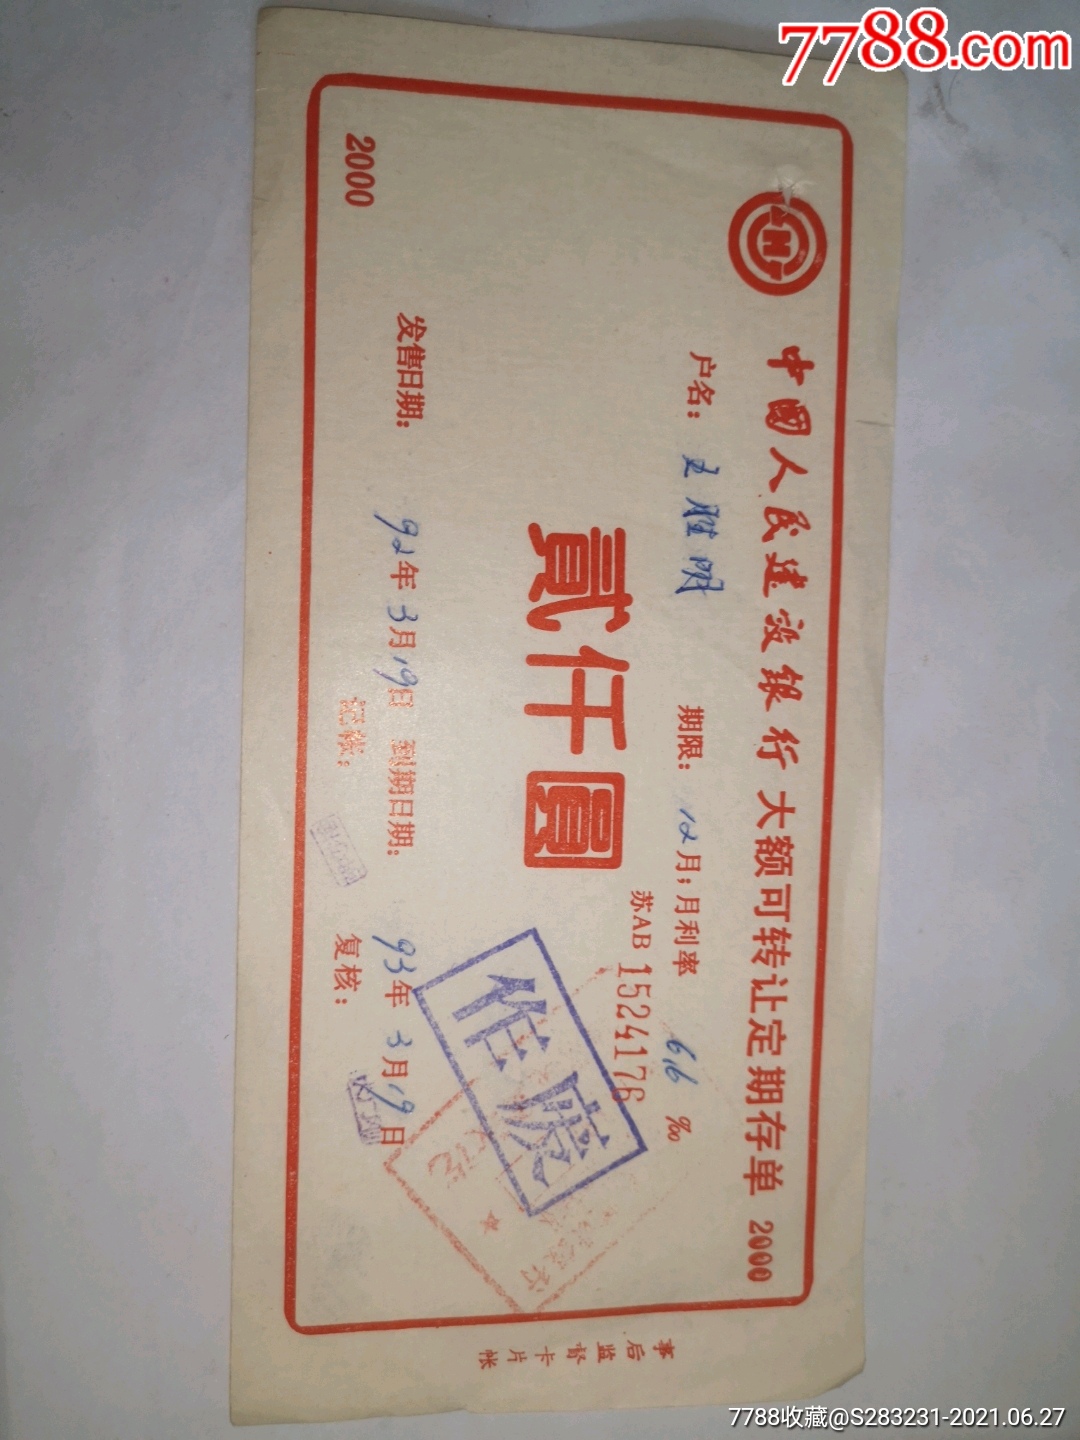 7788.com
中国人民建设银行 大额可转让定期存单 2000
户名: 王胜明 期限: 12月; 月利率 6.6 ‰
苏AB 1524176
贰仟圆
作废
发售日期: 92年3月19日 到期日期: 93年3月19日
2000
记帐: 复核:
事后监督卡片帐
7788收藏@S283231-2021.06.27